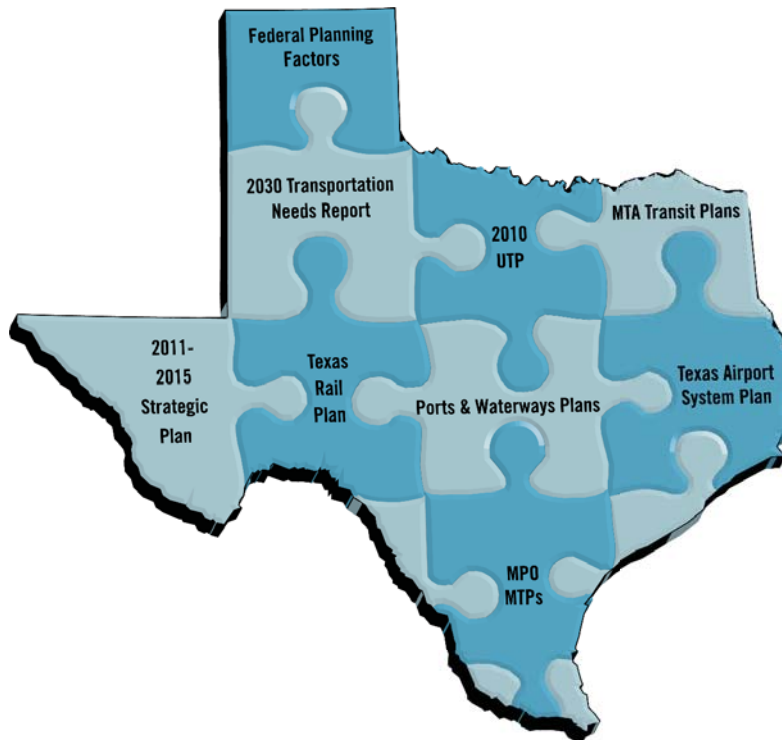 Federal Planning
Factors
2030 Transportation
Needs Report
2010
UTP
MTA Transit Plans
2011-
2015
Strategic
Plan
Texas
Rail
Plan
Ports & Waterways Plans
Texas Airport
System Plan
MPO
MTPs